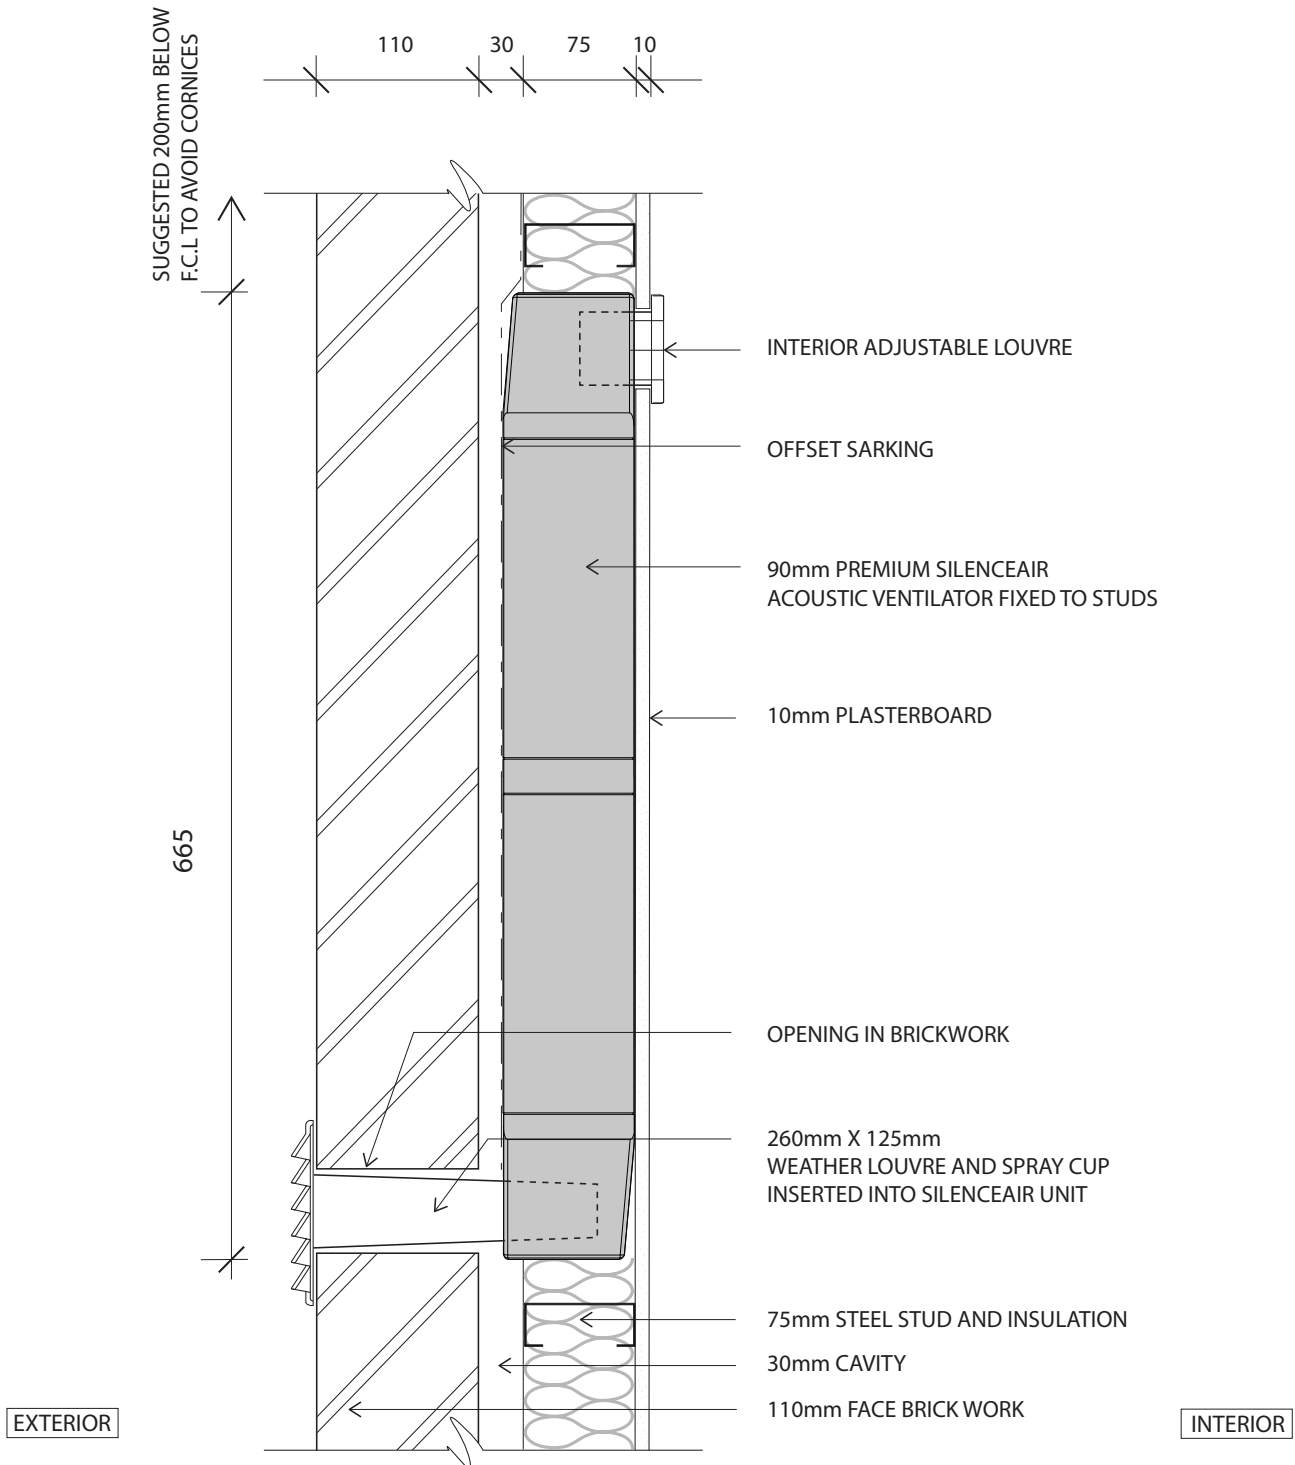 SUGGESTED 200mm BELOW
F.C.L TO AVOID CORNICES
110
30
75
10
INTERIOR ADJUSTABLE LOUVRE
OFFSET SARKING
90mm PREMIUM SILENCEAIR
ACOUSTIC VENTILATOR FIXED TO STUDS
10mm PLASTERBOARD
665
OPENING IN BRICKWORK
260mm X 125mm
WEATHER LOUVRE AND SPRAY CUP
INSERTED INTO SILENCEAIR UNIT
75mm STEEL STUD AND INSULATION
30mm CAVITY
110mm FACE BRICK WORK
EXTERIOR
INTERIOR